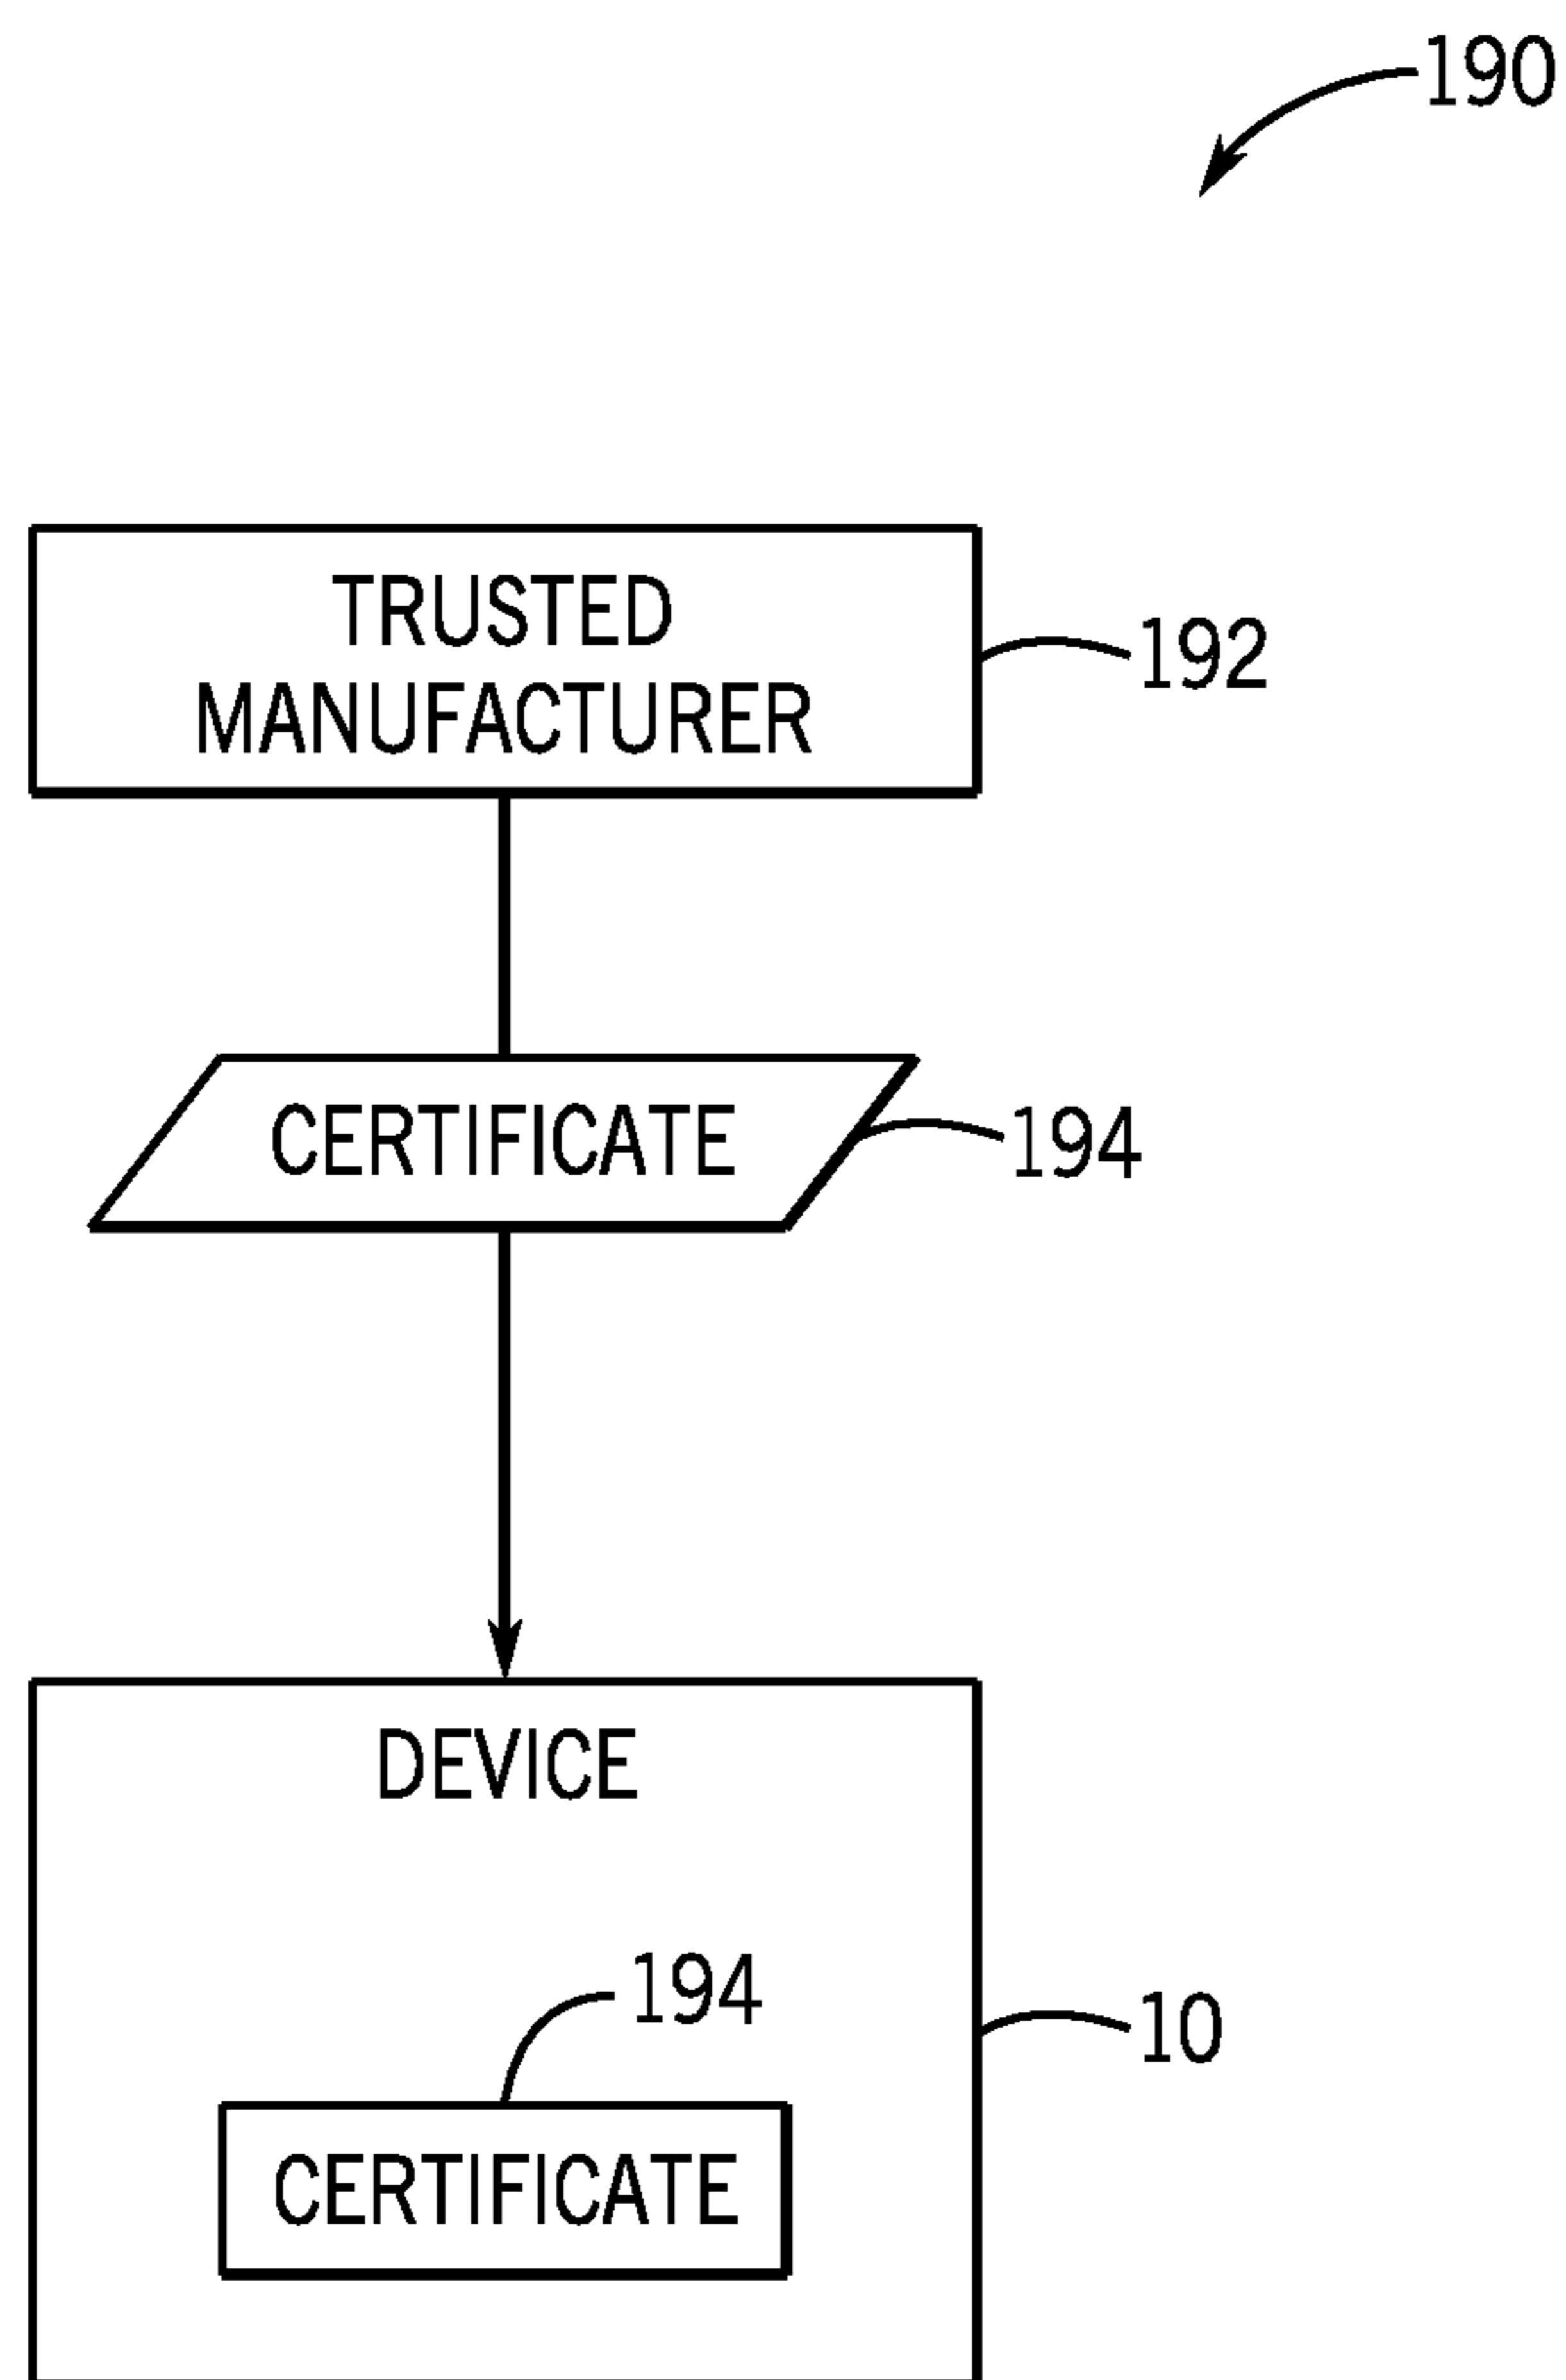 190
TRUSTED
MANUFACTURER
192
CERTIFICATE
194
DEVICE
194
10
CERTIFICATE